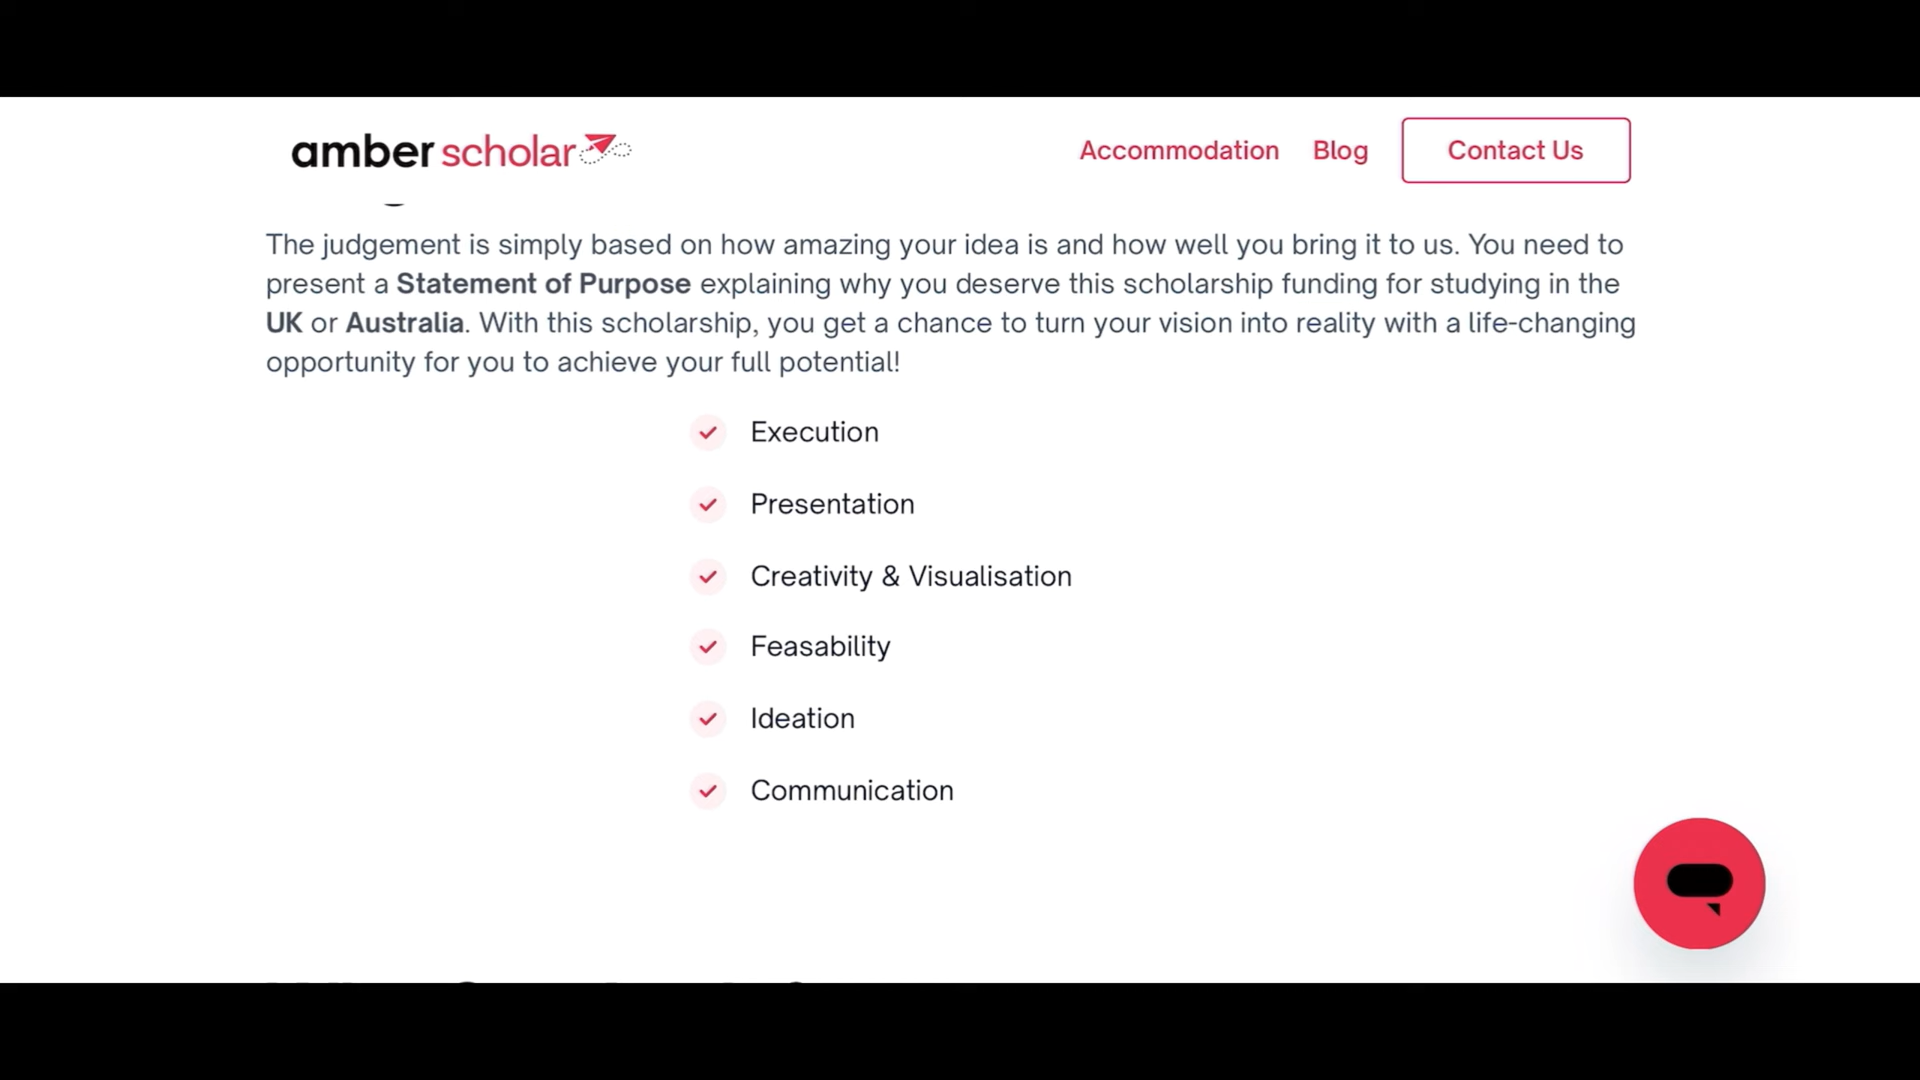 amber scholar
Accommodation
Blog
Contact Us
The judgement is simply based on how amazing your idea is and how well you bring it to us. You need to
present a Statement of Purpose explaining why you deserve this scholarship funding for studying in the
UK or Australia. With this scholarship, you get a chance to turn your vision into reality with a life-changing
opportunity for you to achieve your full potential!
Execution
Presentation
Creativity & Visualisation
Feasability
Ideation
Communication